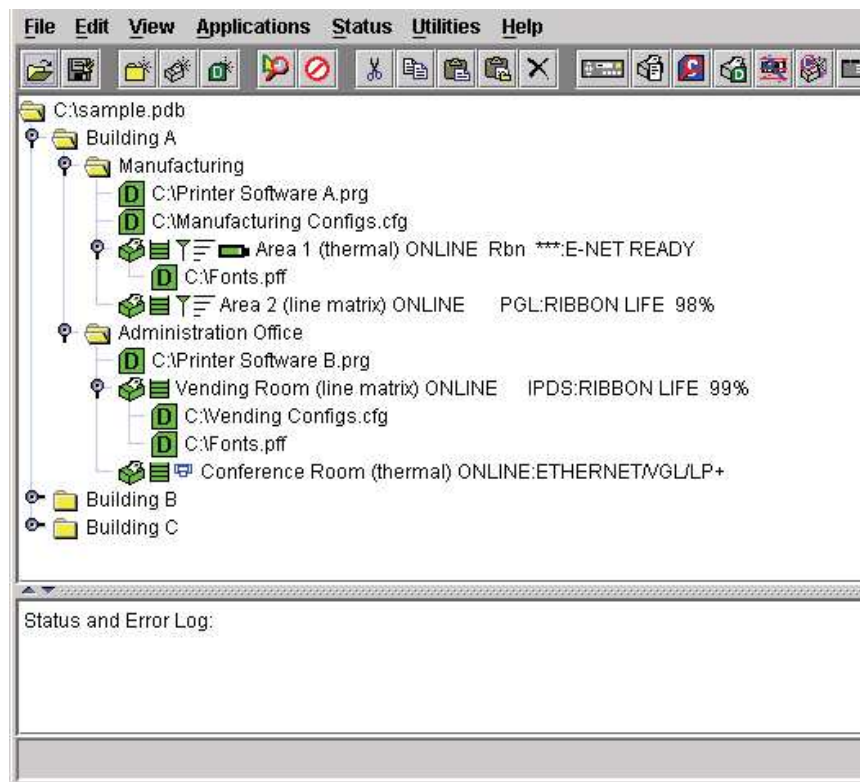 File Edit View Applications Status Utilities Help
C:\sample.pdb
Building A
Manufacturing
D C:\Printer Software A.prg
D C:\Manufacturing Configs.cfg
Area 1 (thermal) ONLINE Rbn ***:E-NET READY
D C:\Fonts.pff
Area 2 (line matrix) ONLINE PGL:RIBBON LIFE 98%
Administration Office
D C:\Printer Software B.prg
Vending Room (line matrix) ONLINE IPDS:RIBBON LIFE 99%
D C:\Vending Configs.cfg
D C:\Fonts.pff
Conference Room (thermal) ONLINE:ETHERNET/VGL/LP+
Building B
Building C
Status and Error Log: